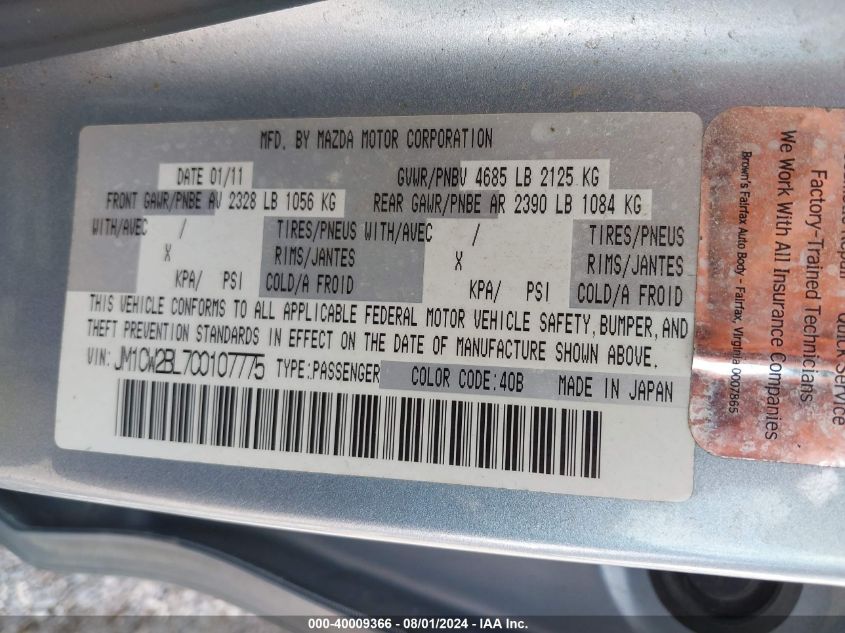 MFD. BY MAZDA MOTOR CORPORATION
DATE 01/11 GVWR/PNBV 4685 LB 2125 KG
FRONT GAWR/PNBE AV 2328 LB 1056 KG REAR GAWR/PNBE AR 2390 LB 1084 KG
WITH/AVEC / TIRES/PNEUS WITH/AVEC / TIRES/PNEUS
X RIMS/JANTES X RIMS/JANTES
KPA/ PSI COLD/A FROID KPA/ PSI COLD/A FROID
THIS VEHICLE CONFORMS TO ALL APPLICABLE FEDERAL MOTOR VEHICLE SAFETY, BUMPER, AND
THEFT PREVENTION STANDARDS IN EFFECT ON THE DATE OF MANUFACTURE SHOWN ABOVE.
VIN: JM1CW2BL7C0107775 TYPE:PASSENGER COLOR CODE:40B MADE IN JAPAN
Quick Service
Factory-Trained Technicians
We Work With All Insurance Companies
Brown's Fairfax Auto Body - Fairfax, Virginia 0007865
000-40009366 - 08/01/2024 - IAA Inc.